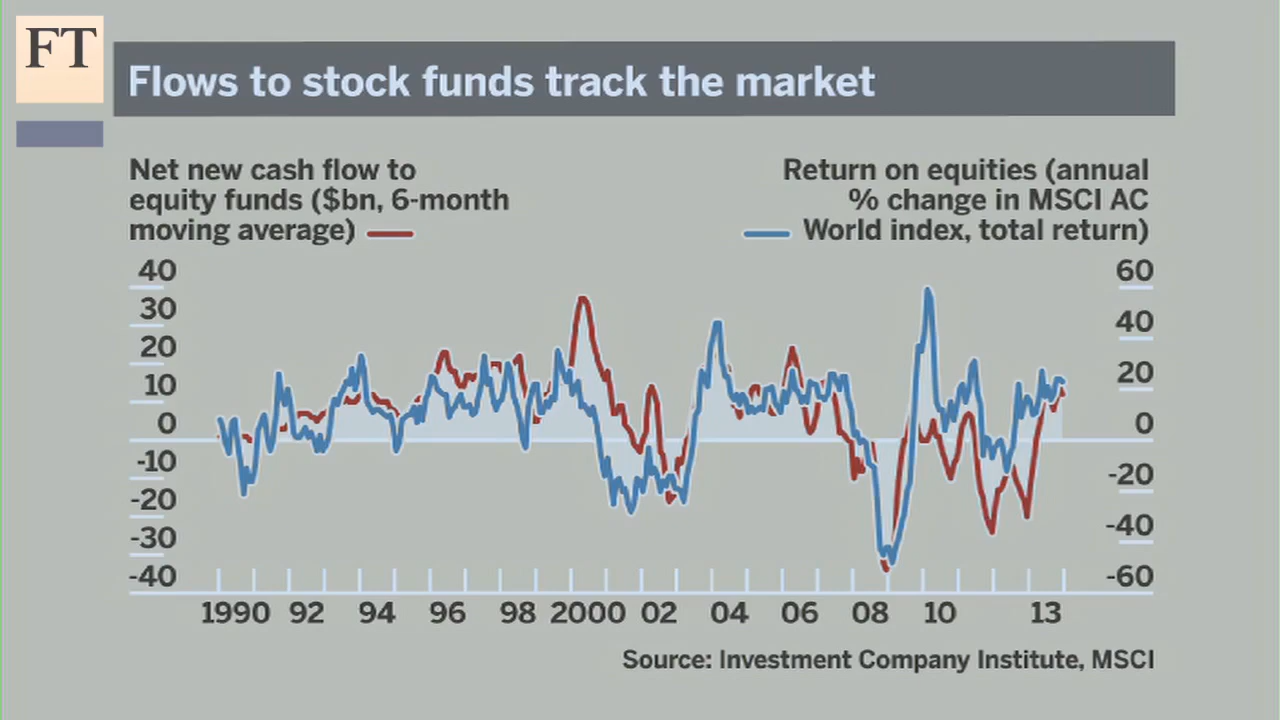 FT
Flows to stock funds track the market
Net new cash flow to
equity funds ($bn, 6-month
moving average)
Return on equities (annual
% change in MSCI AC
World index, total return)
40
30
20
10
0
-10
-20
-30
-40
60
40
20
0
-20
-40
-60
1990 92 94 96 98 2000 02 04 06 08 10 13
Source: Investment Company Institute, MSCI